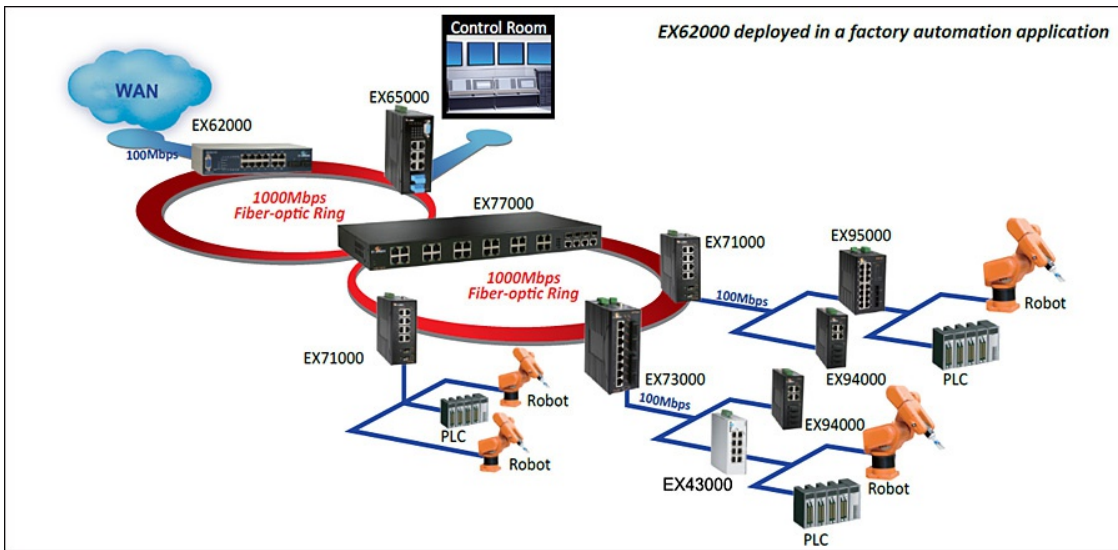 EX62000 deployed in a factory automation application
Control Room
WAN
EX65000
EX62000
100Mbps
1000Mbps
Fiber-optic Ring
EX77000
EX71000
EX95000
1000Mbps
Fiber-optic Ring
100Mbps
Robot
EX71000
EX73000
EX94000
PLC
100Mbps
Robot
PLC
EX94000
Robot
EX43000
Robot
PLC